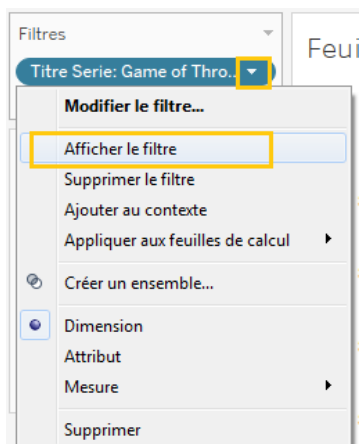 Filtres
Feui
Titre Serie: Game of Thro..
Modifier le filtre...
Afficher le filtre
Supprimer le filtre
Ajouter au contexte
Appliquer aux feuilles de calcul
Créer un ensemble...
Dimension
Attribut
Mesure
Supprimer